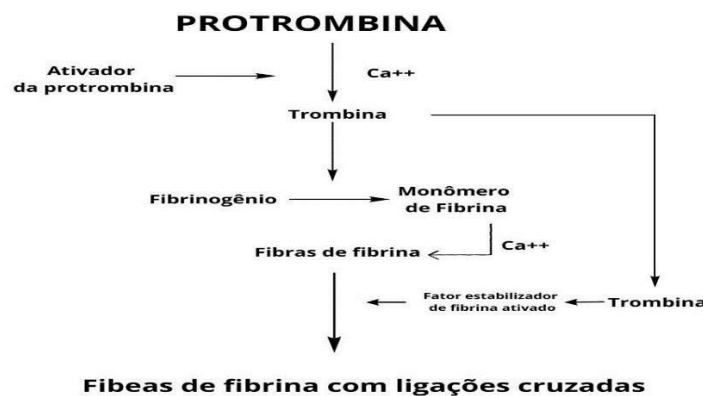 PROTROMBINA
Ativador
da protrombina
Ca++
Trombina
Fibrinogênio
Monômero
de Fibrina
Fibras de fibrina
Ca++
Fator estabilizador
de fibrina ativado
Trombina
Fibeas de fibrina com ligações cruzadas